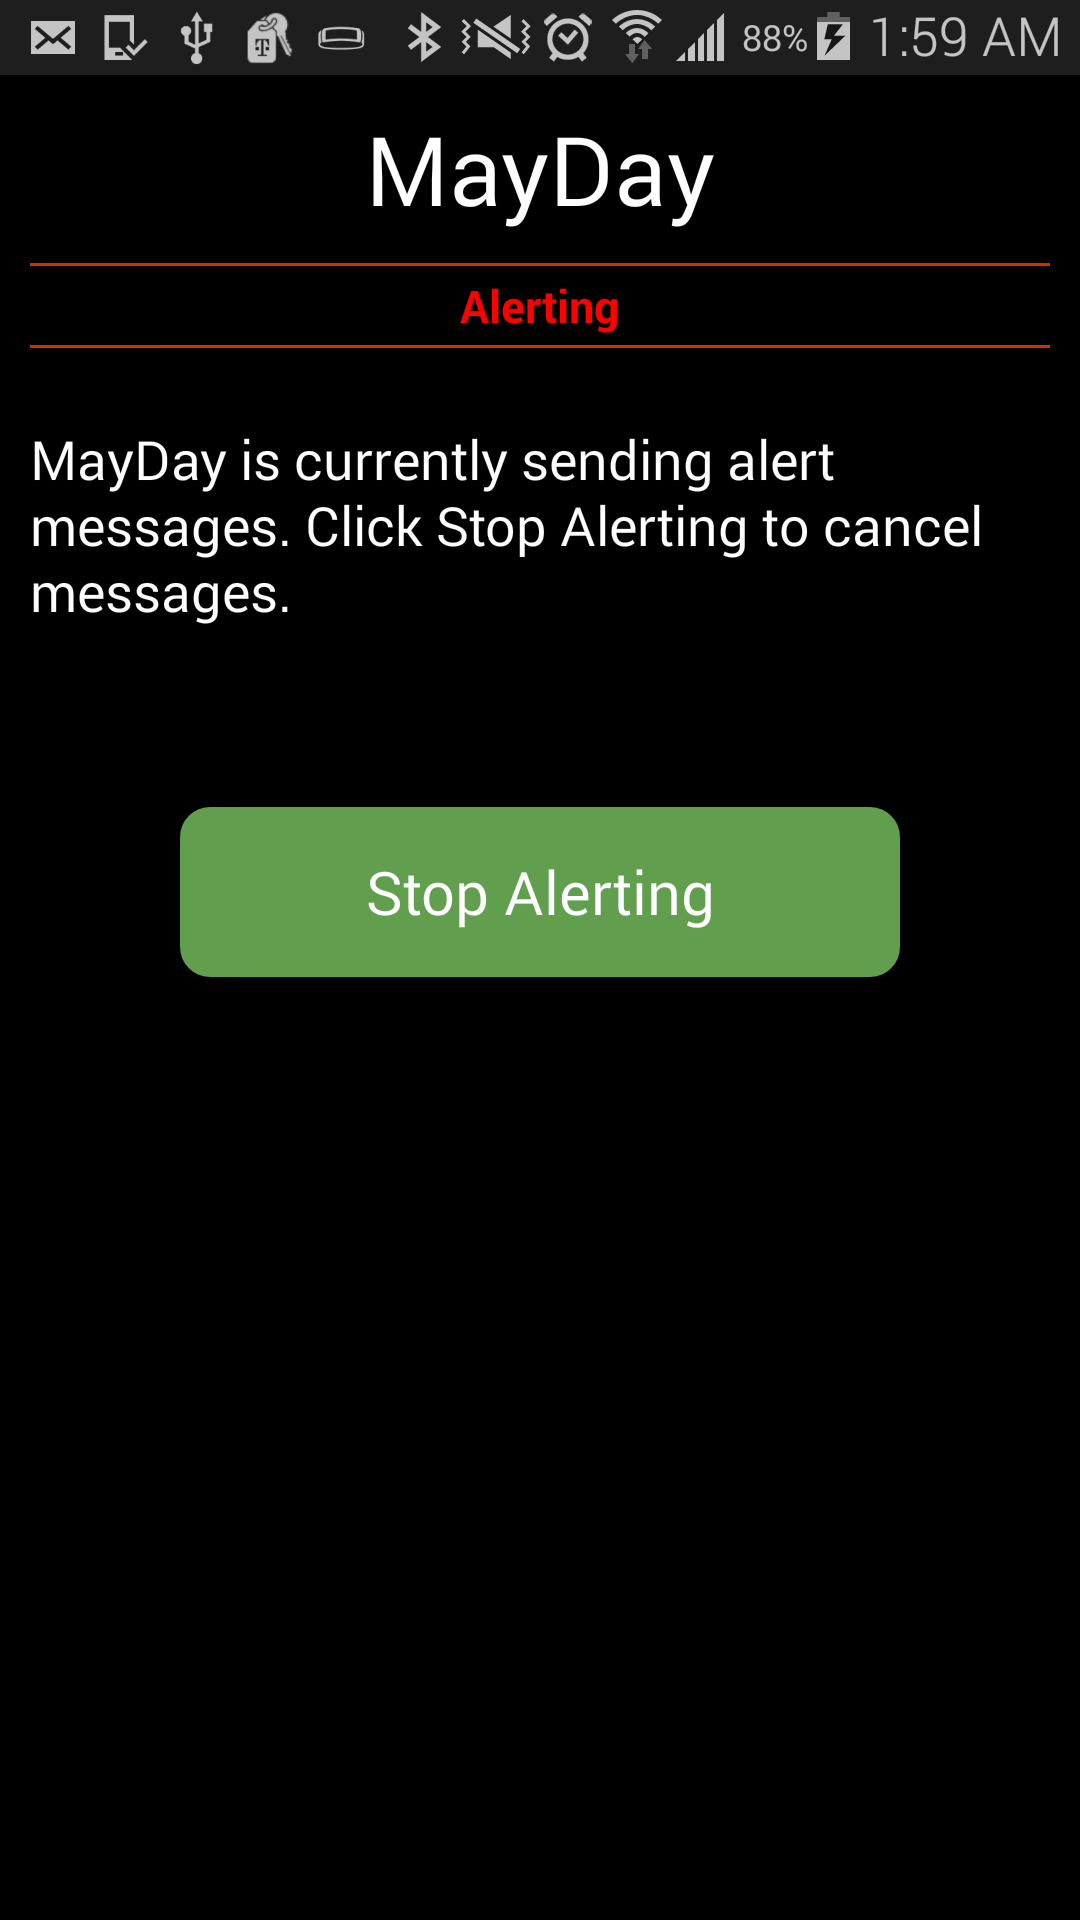 88% 1:59 AM
MayDay
Alerting
MayDay is currently sending alert
messages. Click Stop Alerting to cancel
messages.
Stop Alerting